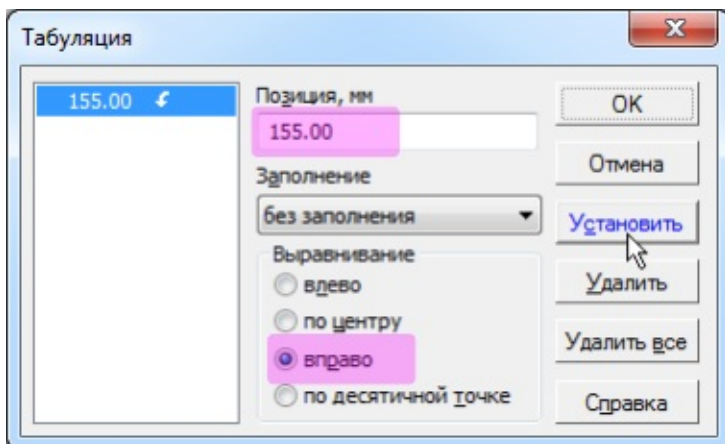 Табуляция
155.00
Позиция, мм
155.00
Заполнение
без заполнения
Выравнивание
влево
по центру
вправо
по десятичной точке
OK
Отмена
Установить
Удалить
Удалить все
Справка